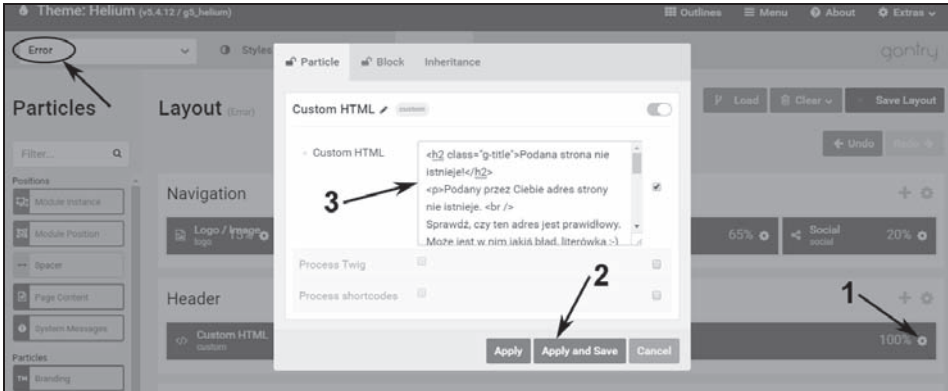 Theme: Helium (v5.4.12 / g5_helium)
Outlines
Menu
About
Extras
Error
Styles
gantry
Particle
Block
Inheritance
Particles
Layout (Error)
Load
Clear
Save Layout
Custom HTML
custom
Undo
Redo
Filter...
Custom HTML
<h2 class="g-title">Podana strona nie
istnieje!</h2>
<p>Podany przez Ciebie adres strony
nie istnieje. <br />
Sprawdź, czy ten adres jest prawidłowy.
Może jest w nim jakiś błąd, literówka :-)
3
Positions
Module Instance
Module Position
Spacer
Page Content
System Messages
Particles
Branding
Navigation
Logo / Image
logo
15%
65%
Social
social
20%
Process Twig
Process shortcodes
2
1
Header
Custom HTML
custom
100%
Apply
Apply and Save
Cancel